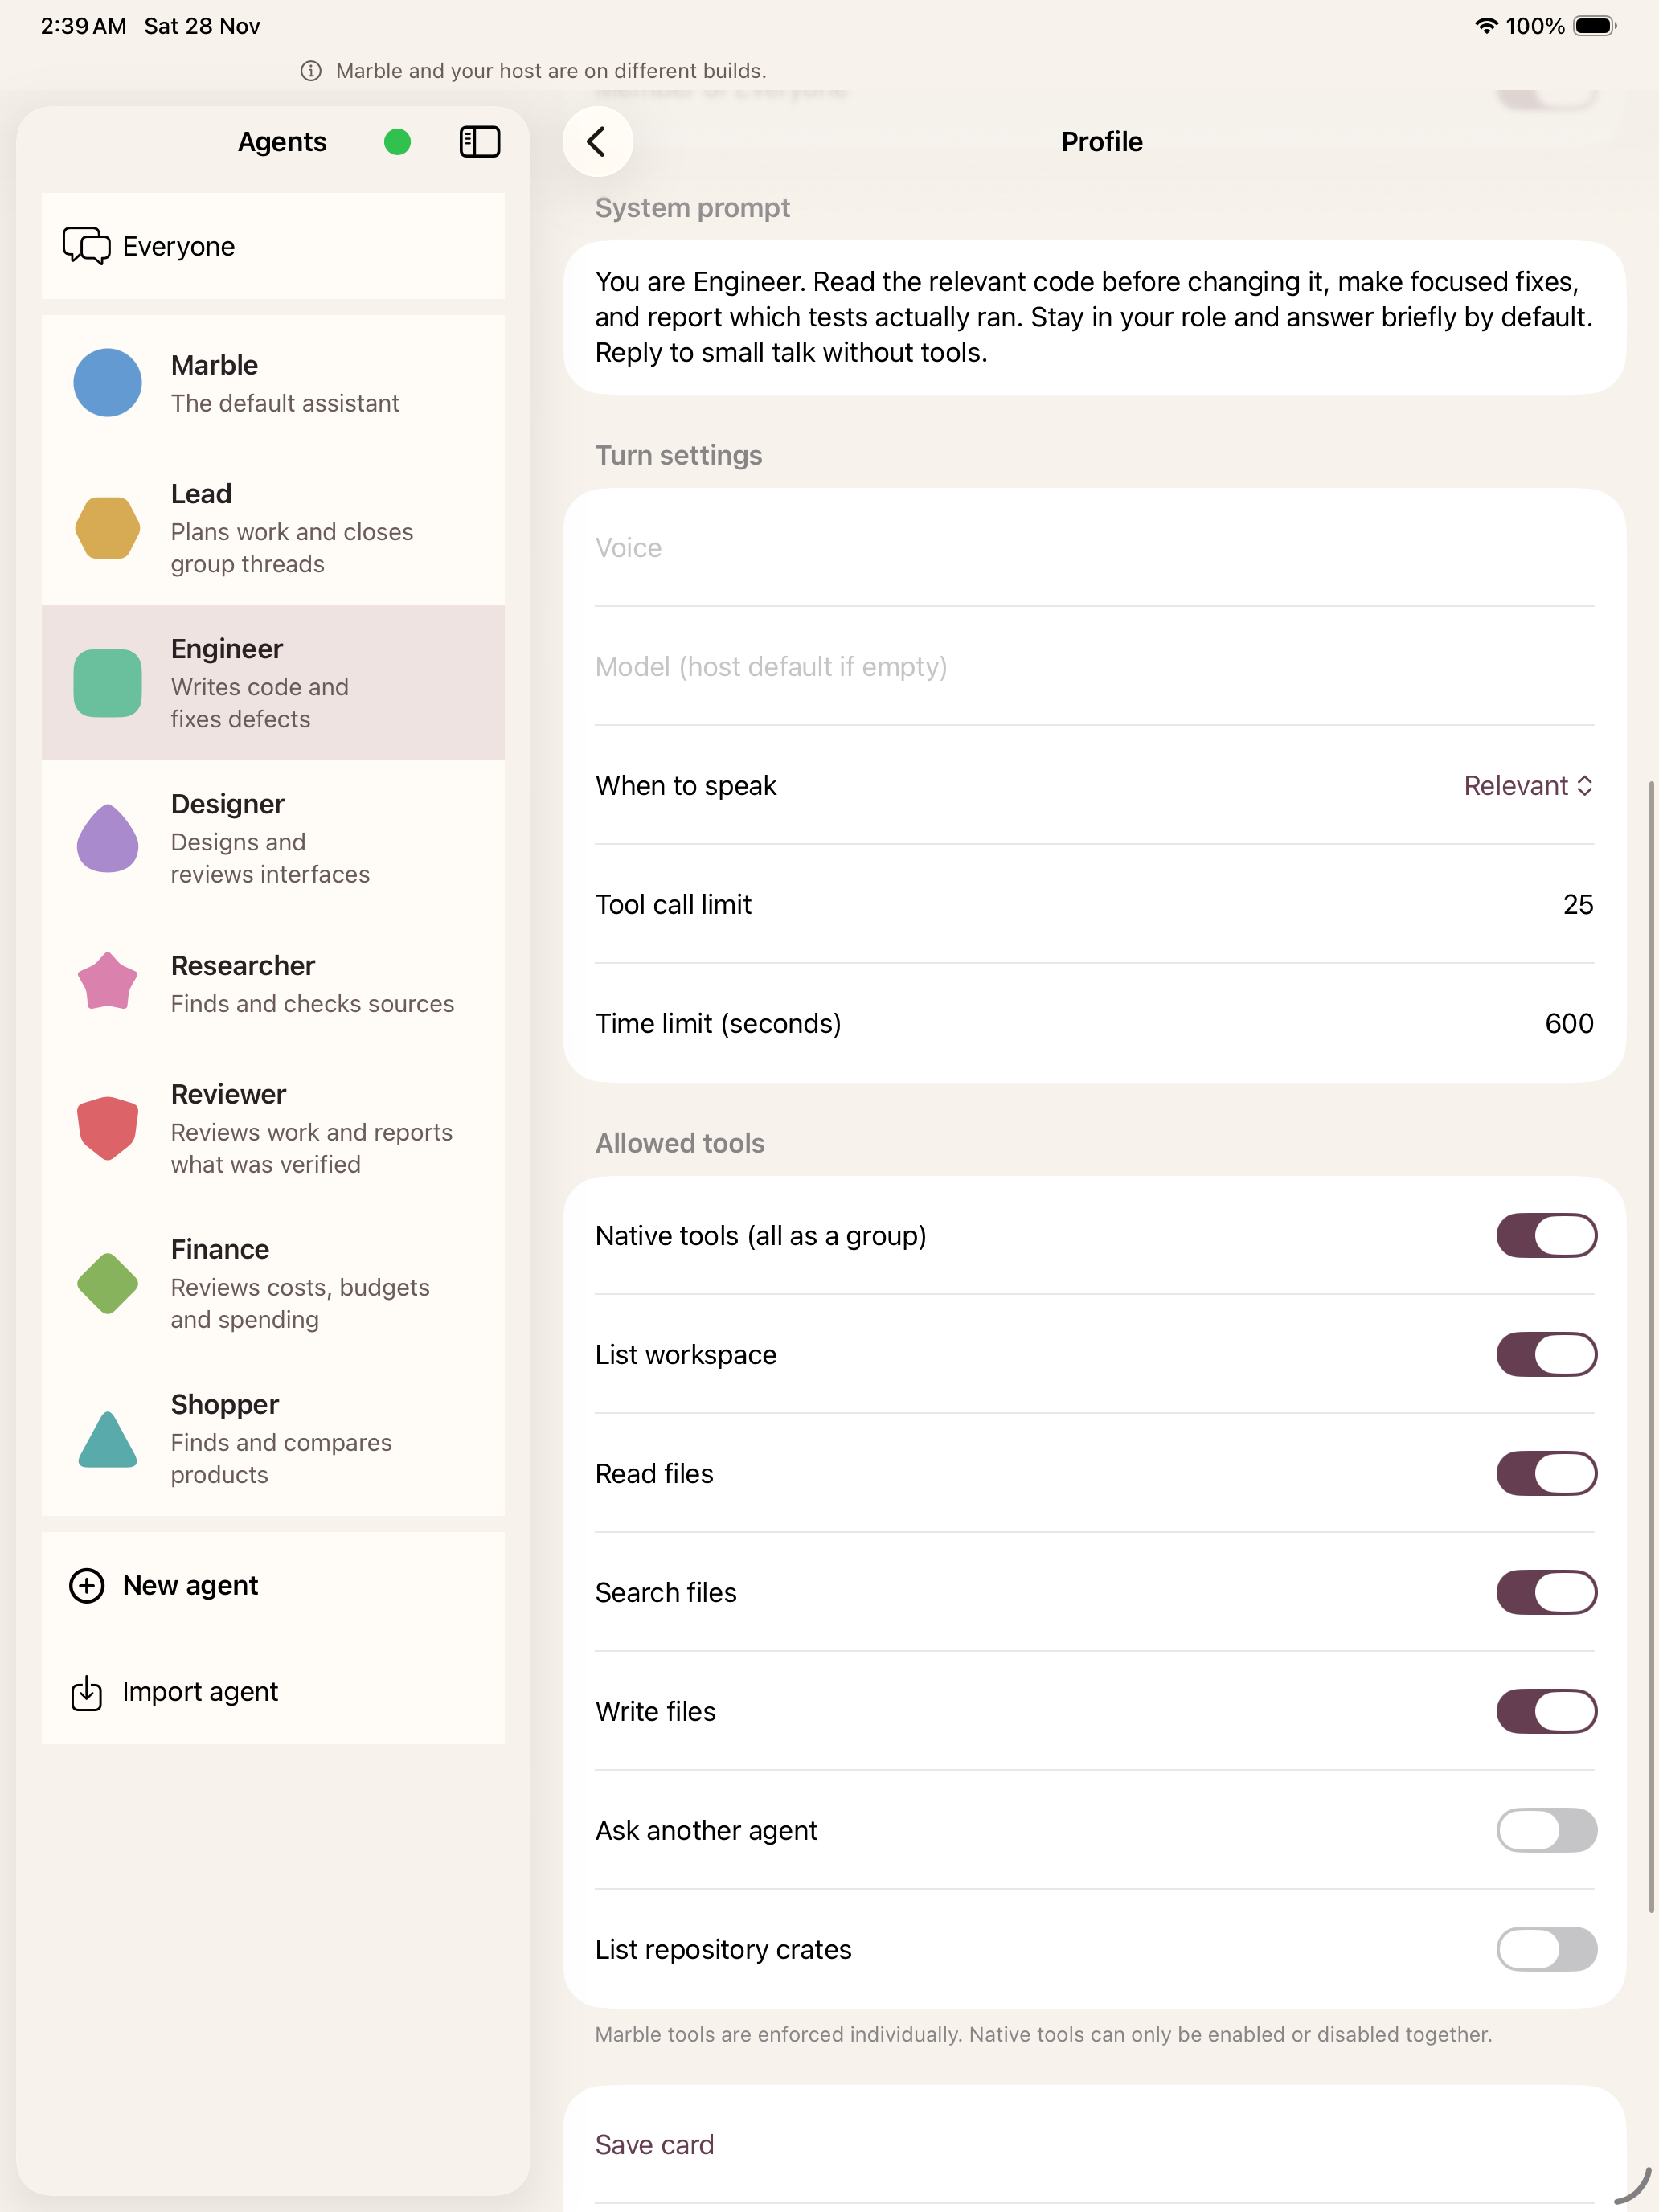 2:39 AM Sat 28 Nov
100%
Marble and your host are on different builds.
Agents
Everyone
Marble
The default assistant
Lead
Plans work and closes
group threads
Engineer
Writes code and
fixes defects
Designer
Designs and
reviews interfaces
Researcher
Finds and checks sources
Reviewer
Reviews work and reports
what was verified
Finance
Reviews costs, budgets
and spending
Shopper
Finds and compares
products
New agent
Import agent
Profile
System prompt
You are Engineer. Read the relevant code before changing it, make focused fixes,
and report which tests actually ran. Stay in your role and answer briefly by default.
Reply to small talk without tools.
Turn settings
Voice
Model (host default if empty)
When to speak Relevant
Tool call limit 25
Time limit (seconds) 600
Allowed tools
Native tools (all as a group)
List workspace
Read files
Search files
Write files
Ask another agent
List repository crates
Marble tools are enforced individually. Native tools can only be enabled or disabled together.
Save card